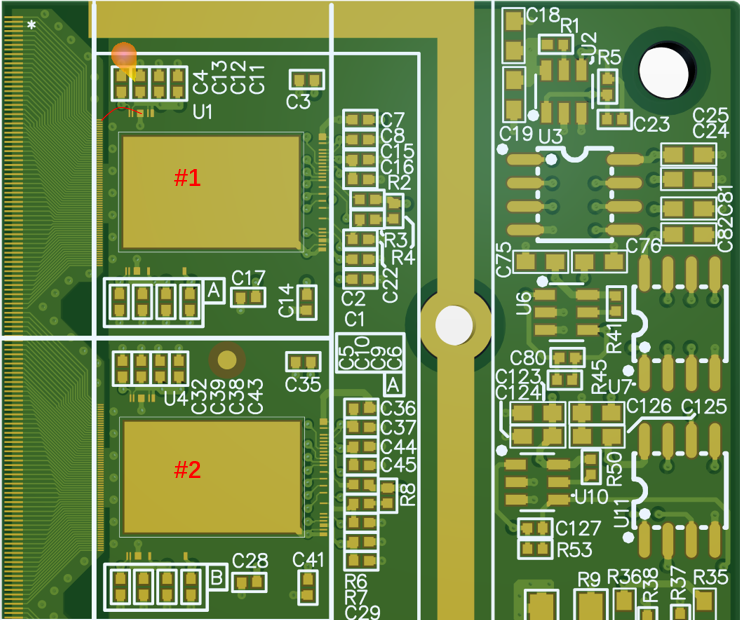 *
C18
R1
U2
R5
C4
C13
C12
C11
C3
U1
C7
C8
C15
C16
R2
C19
U3
C23
C25
C24
#1
R3
R4
C22
C81
C82
C75
C76
A
C17
C14
C2
C1
U6
R41
C5
C10
C9
C6
A
C80
R45
U7
C35
U4
C32
C39
C38
C43
C123
C124
C126
C125
C36
C37
C44
C45
#2
R8
R50
U10
U11
C127
R53
B
C28
C41
R6
R7
C29
R9
R36
R38
R37
R35